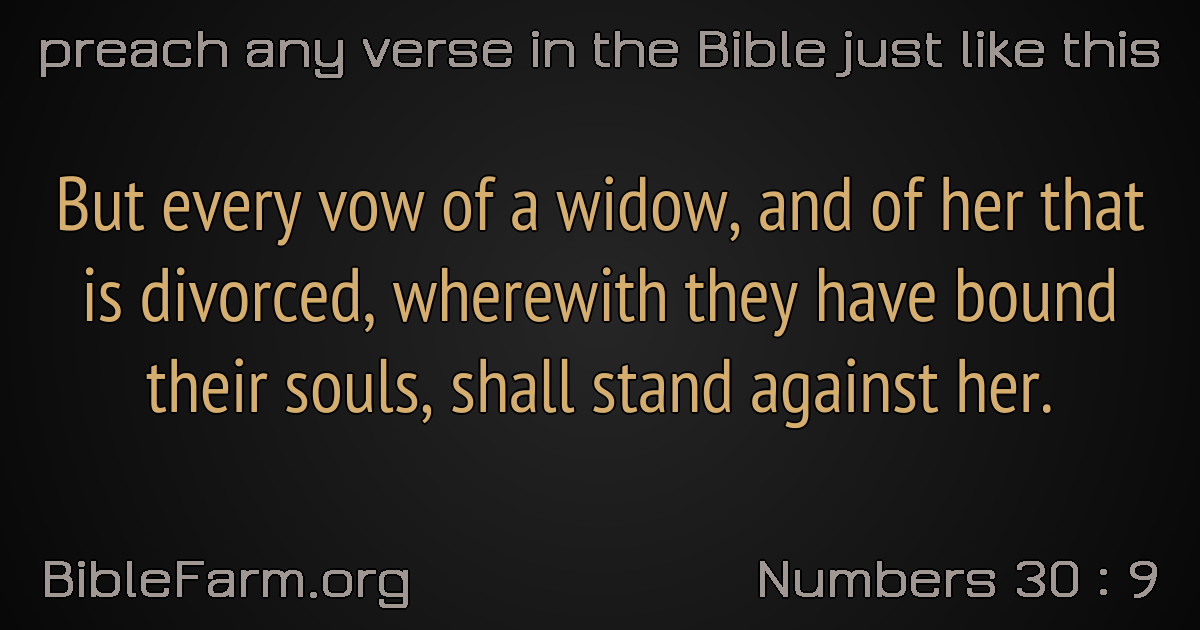 preach any verse in the Bible just like this
But every vow of a widow, and of her that
is divorced, wherewith they have bound
their souls, shall stand against her.
BibleFarm.org
Numbers 30 : 9